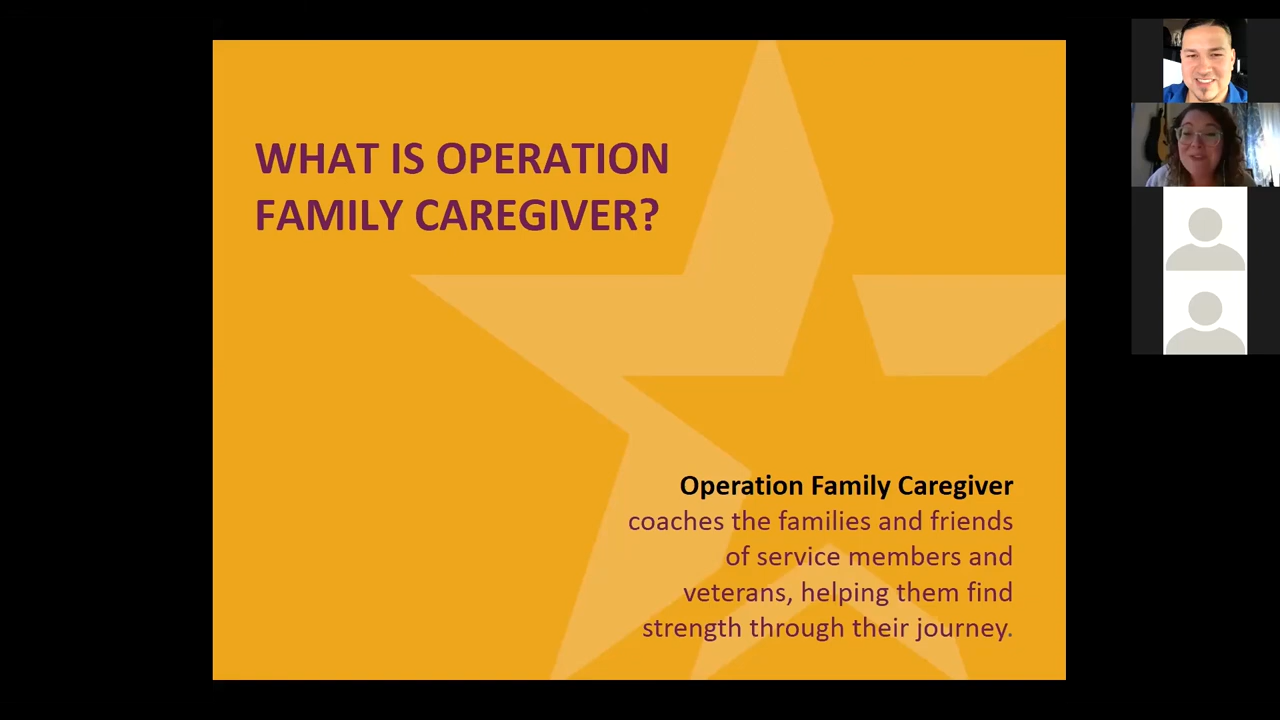 WHAT IS OPERATION
FAMILY CAREGIVER?
Operation Family Caregiver
coaches the families and friends
of service members and
veterans, helping them find
strength through their journey.